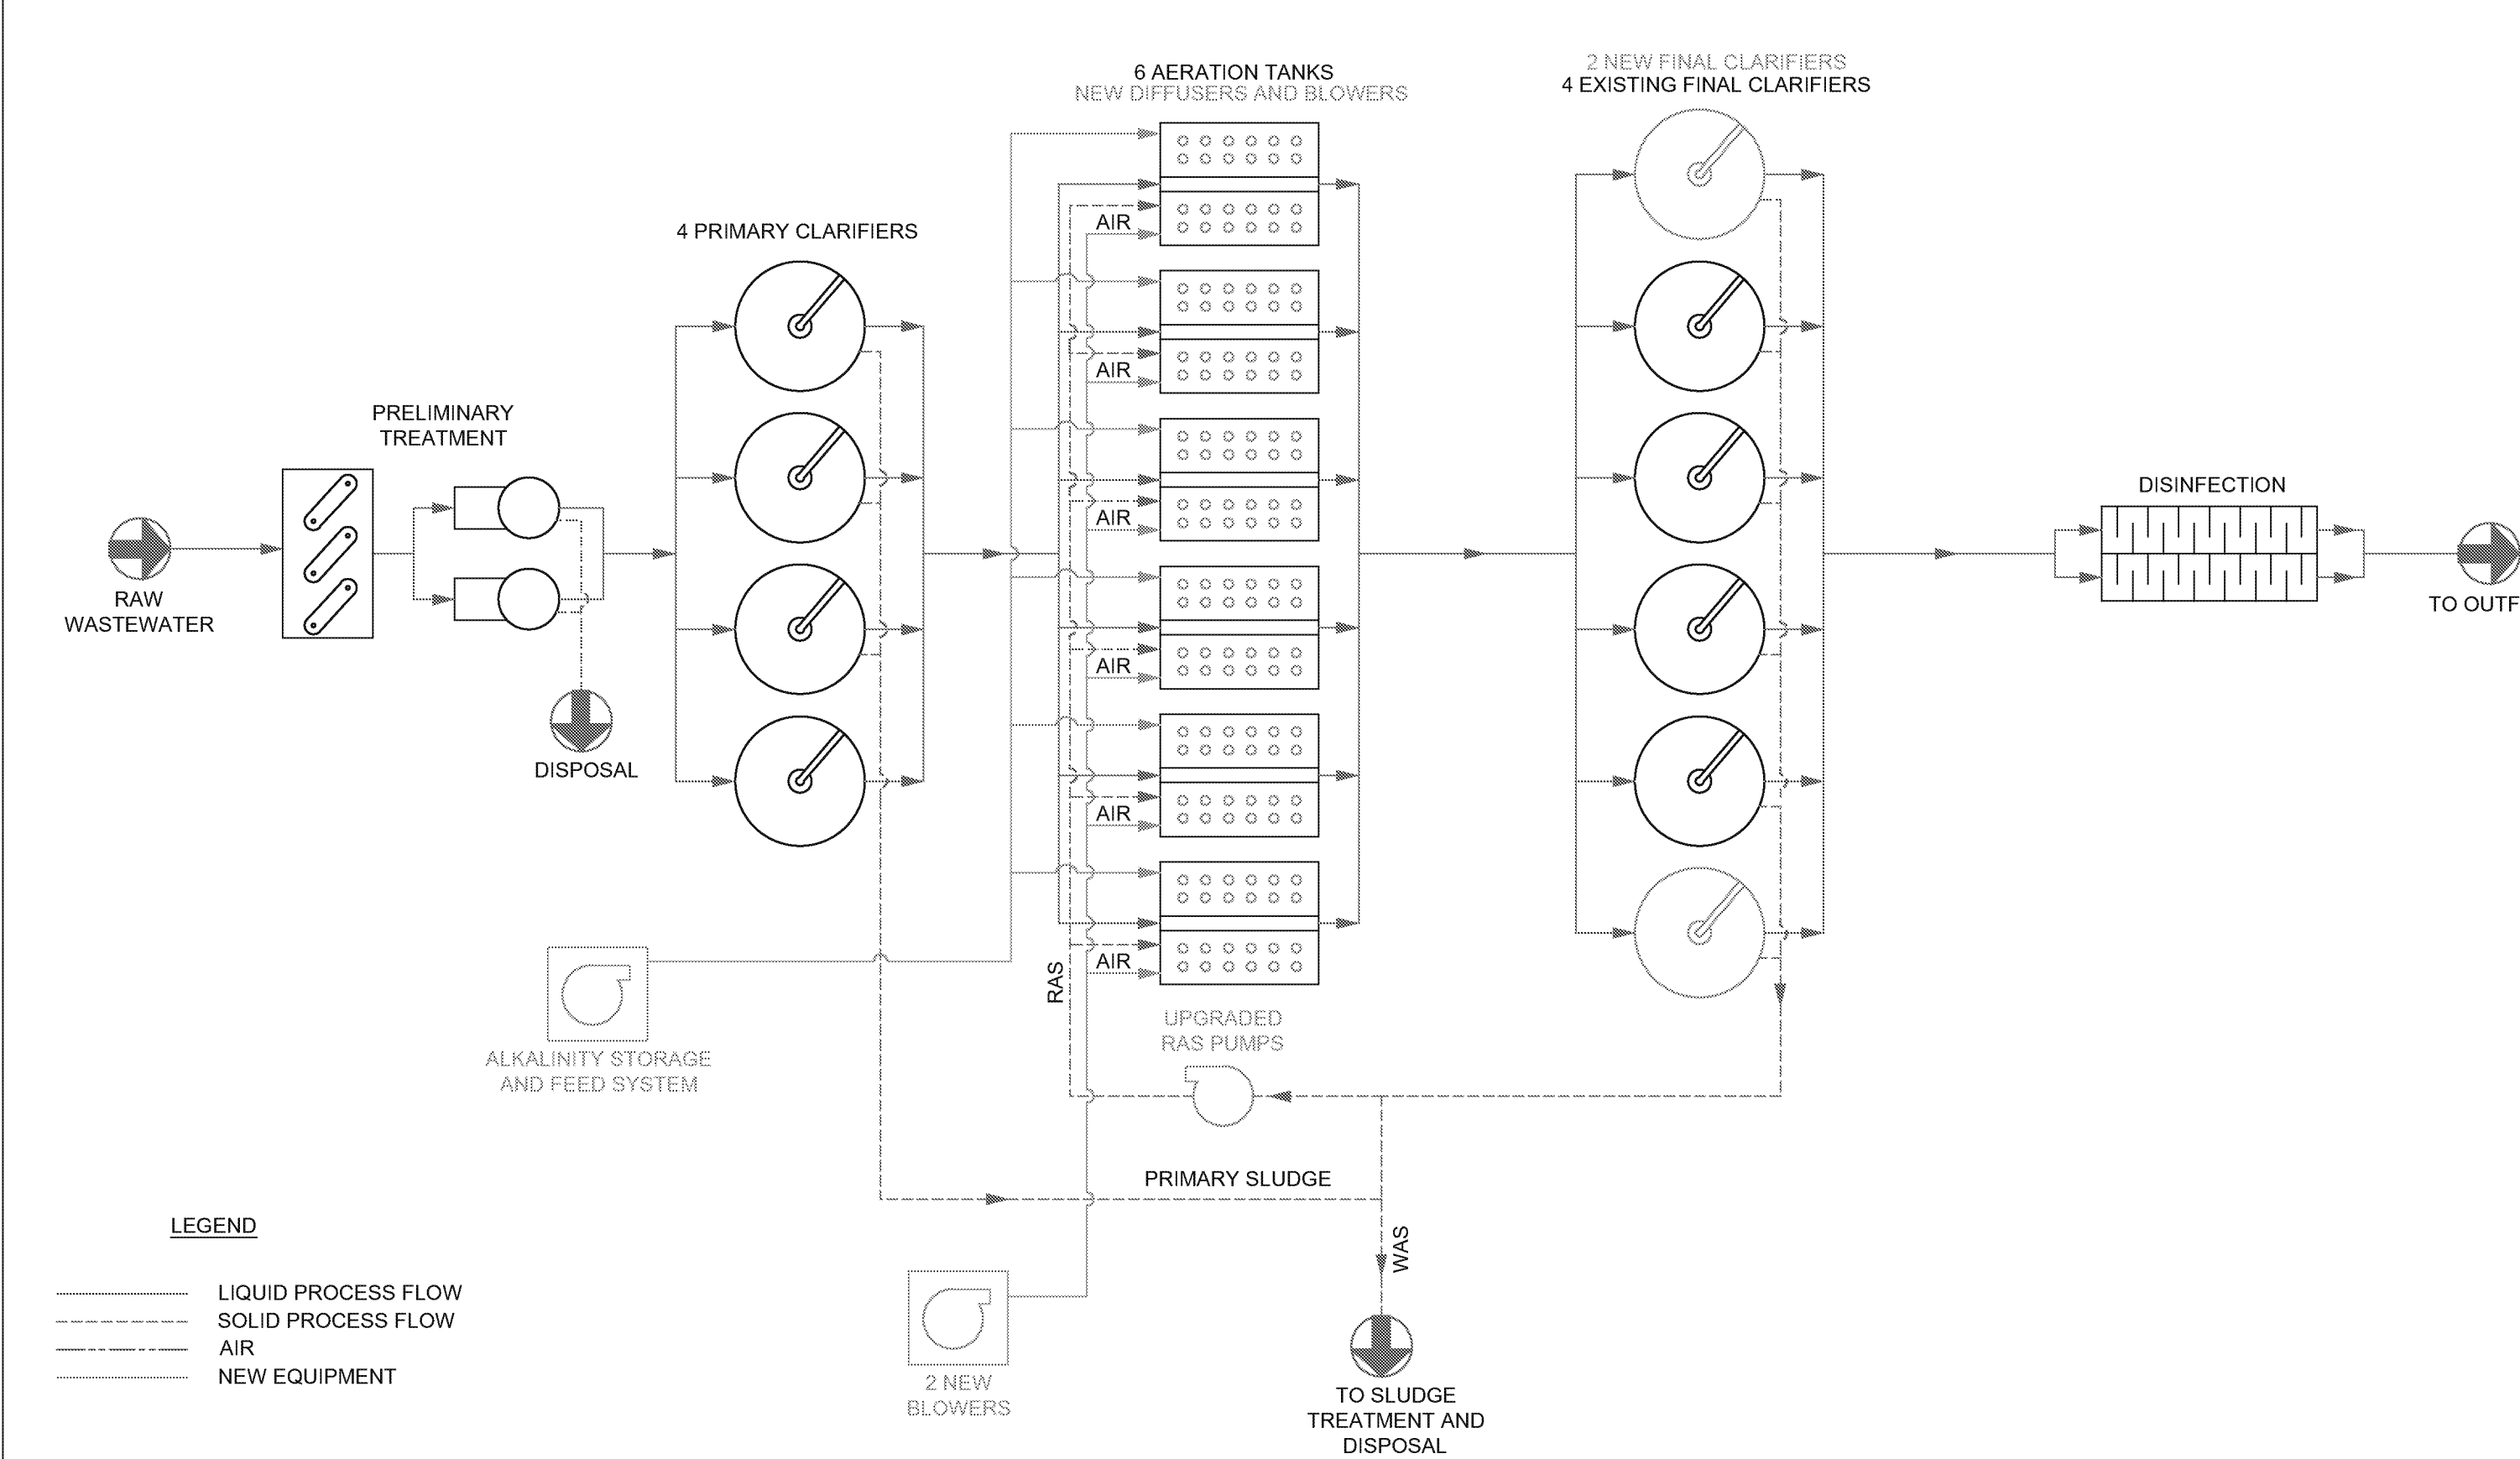 2 NEW FINAL CLARIFIERS
4 EXISTING FINAL CLARIFIERS
6 AERATION TANKS
NEW DIFFUSERS AND BLOWERS
4 PRIMARY CLARIFIERS
PRELIMINARY
TREATMENT
RAW
WASTEWATER
DISPOSAL
AIR
AIR
AIR
AIR
AIR
AIR
RAS
DISINFECTION
TO OUTF
ALKALINITY STORAGE
AND FEED SYSTEM
UPGRADED
RAS PUMPS
PRIMARY SLUDGE
WAS
2 NEW
BLOWERS
TO SLUDGE
TREATMENT AND
DISPOSAL
LEGEND
LIQUID PROCESS FLOW
SOLID PROCESS FLOW
AIR
NEW EQUIPMENT